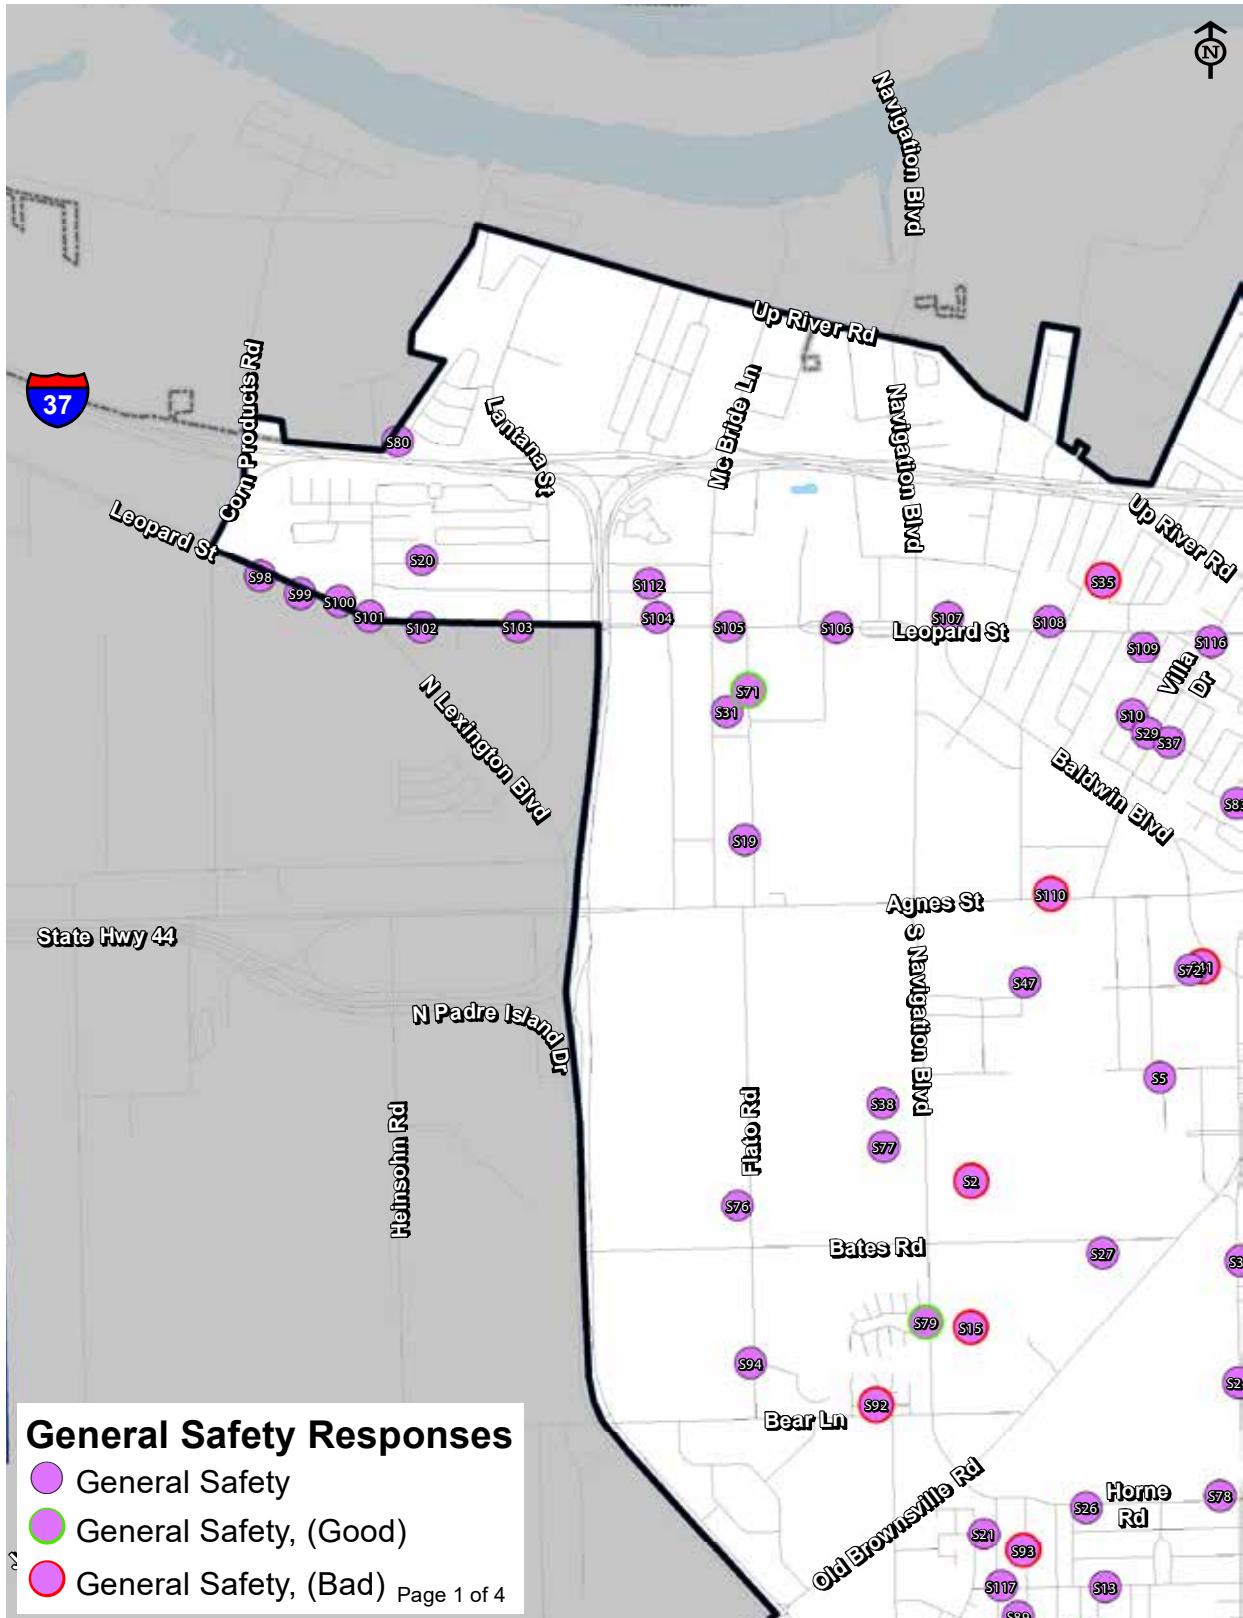 N
Navigation Blvd
Up River Rd
Corn Products Rd
37
Mc Bride Ln
Lantana St
Navigation Blvd
S80
Up River Rd
Leopard St
S98
S99
S100
S101
S102
S103
S20
S112
S104
S105
S106
S107
Leopard St
S108
S35
S109
S116
Villa
Dr
S71
S31
S10
S29
S37
N Lexington Blvd
Baldwin Blvd
S19
S110
Agnes St
State Hwy 44
S Navigation Blvd
S72
S47
N Padre Island Dr
S5
S38
Flato Rd
Heinsohn Rd
S77
S2
S76
Bates Rd
S27
S79
S15
S94
S92
Bear Ln
Old Brownsville Rd
S26
Horne
Rd
S78
S21
S93
S117
S13
S89
General Safety Responses
General Safety
General Safety, (Good)
General Safety, (Bad)
Page 1 of 4